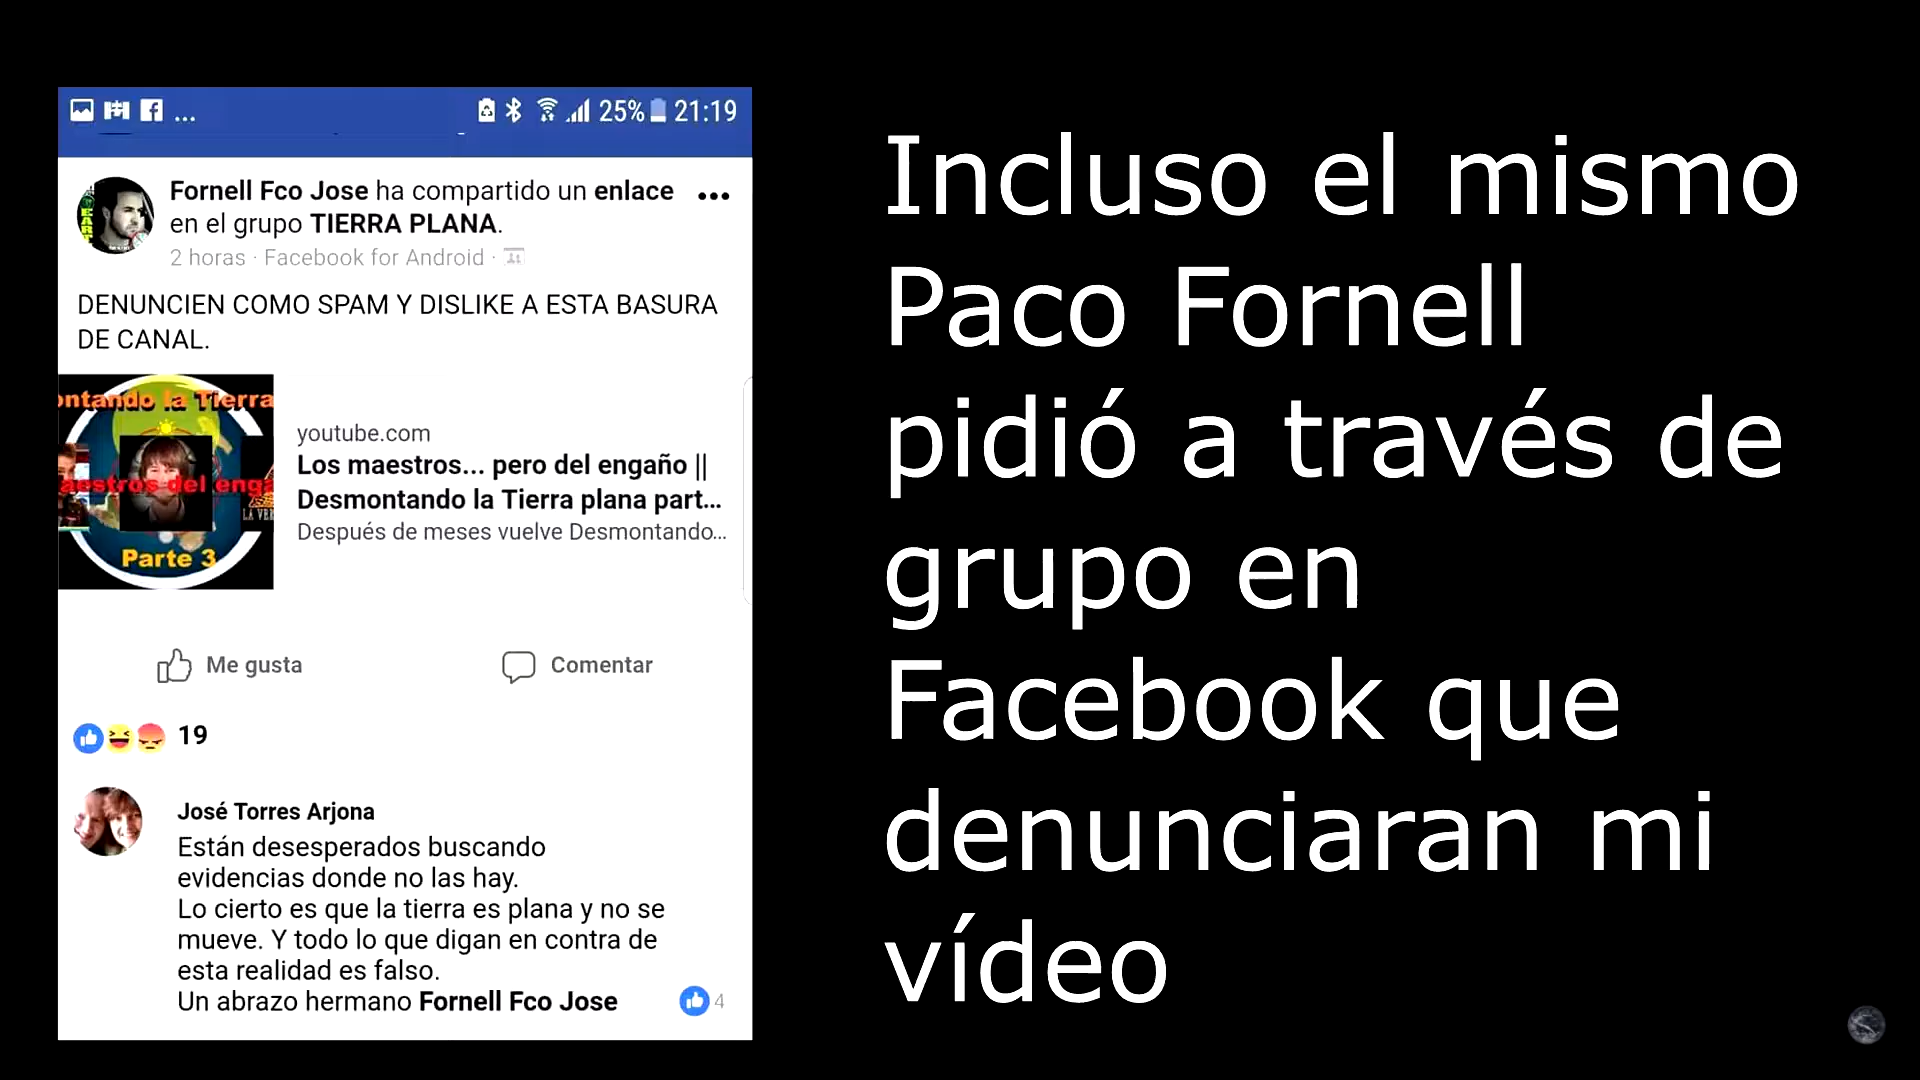 ... 25% 21:19
Fornell Fco Jose ha compartido un enlace
en el grupo TIERRA PLANA.
2 horas · Facebook for Android ·
DENUNCIEN COMO SPAM Y DISLIKE A ESTA BASURA
DE CANAL.
ontando la Tierra
aestros del enga
LA VER
Parte 3
youtube.com
Los maestros... pero del engaño ||
Desmontando la Tierra plana part...
Después de meses vuelve Desmontando...
Me gusta
Comentar
19
José Torres Arjona
Están desesperados buscando
evidencias donde no las hay.
Lo cierto es que la tierra es plana y no se
mueve. Y todo lo que digan en contra de
esta realidad es falso.
Un abrazo hermano Fornell Fco Jose
4
Incluso el mismo
Paco Fornell
pidió a través de
grupo en
Facebook que
denunciaran mi
vídeo